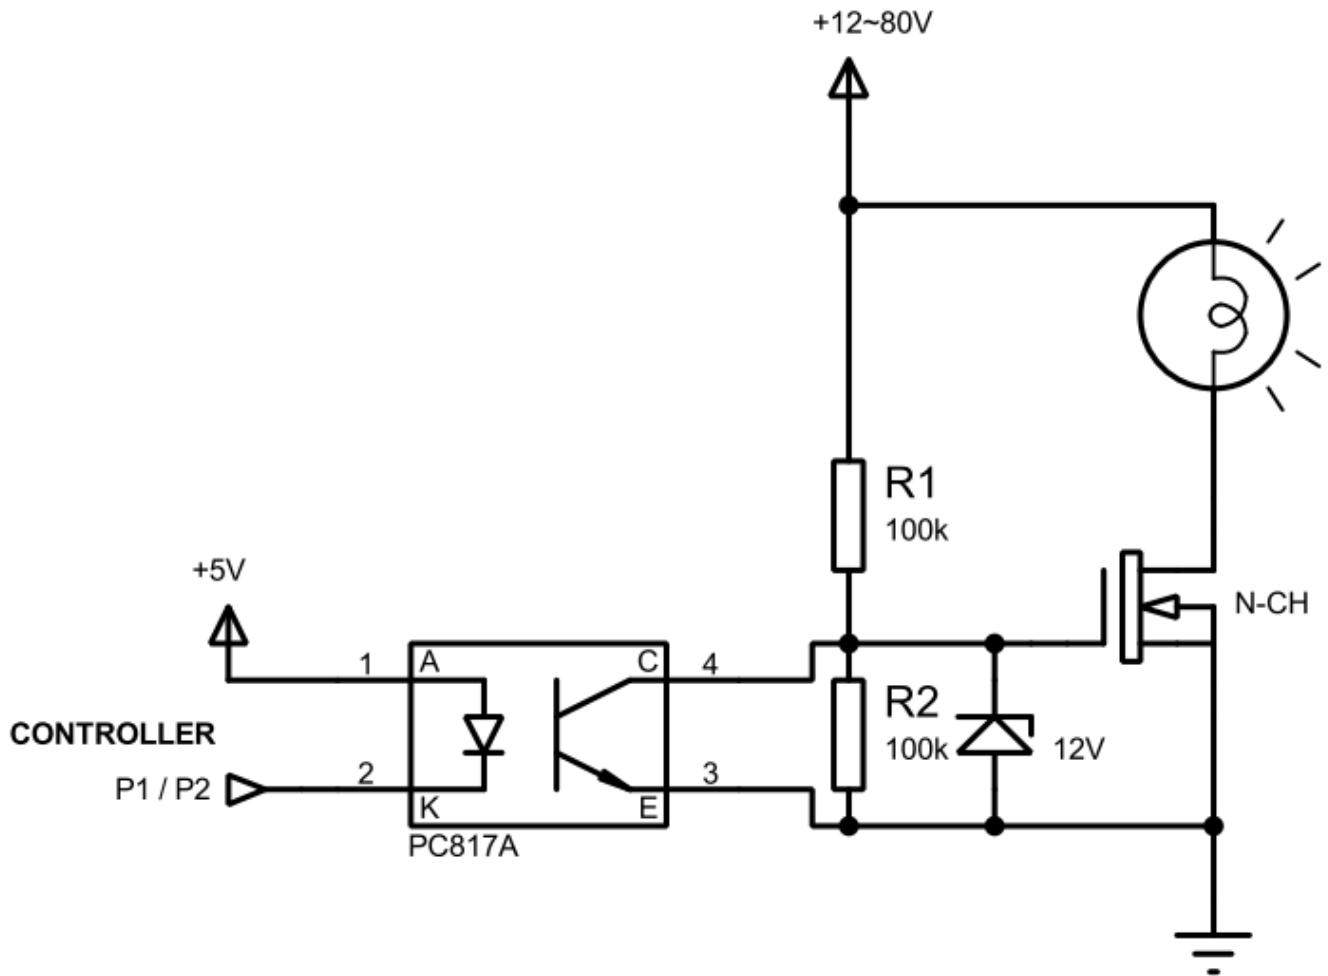 +12~80V
R1
100k
+5V
N-CH
1
A
C
4
R2
100k
12V
CONTROLLER
P1 / P2
2
K
E
3
PC817A